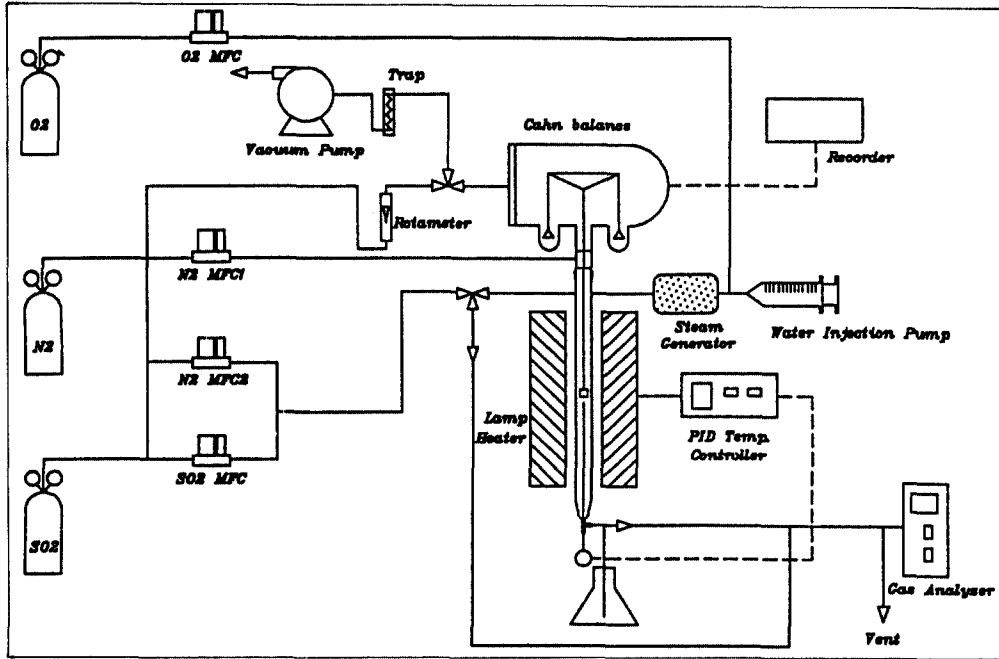 O2 MFC
Trap
O2
Vacuum Pump
Cahn balance
Recorder
Rotameter
N2 MFC1
N2
Steam
Generator
Water Injection Pump
N2 MFC2
Lamp
Heater
PID Temp.
Controller
SO2 MFC
SO2
Gas Analyzer
Vent